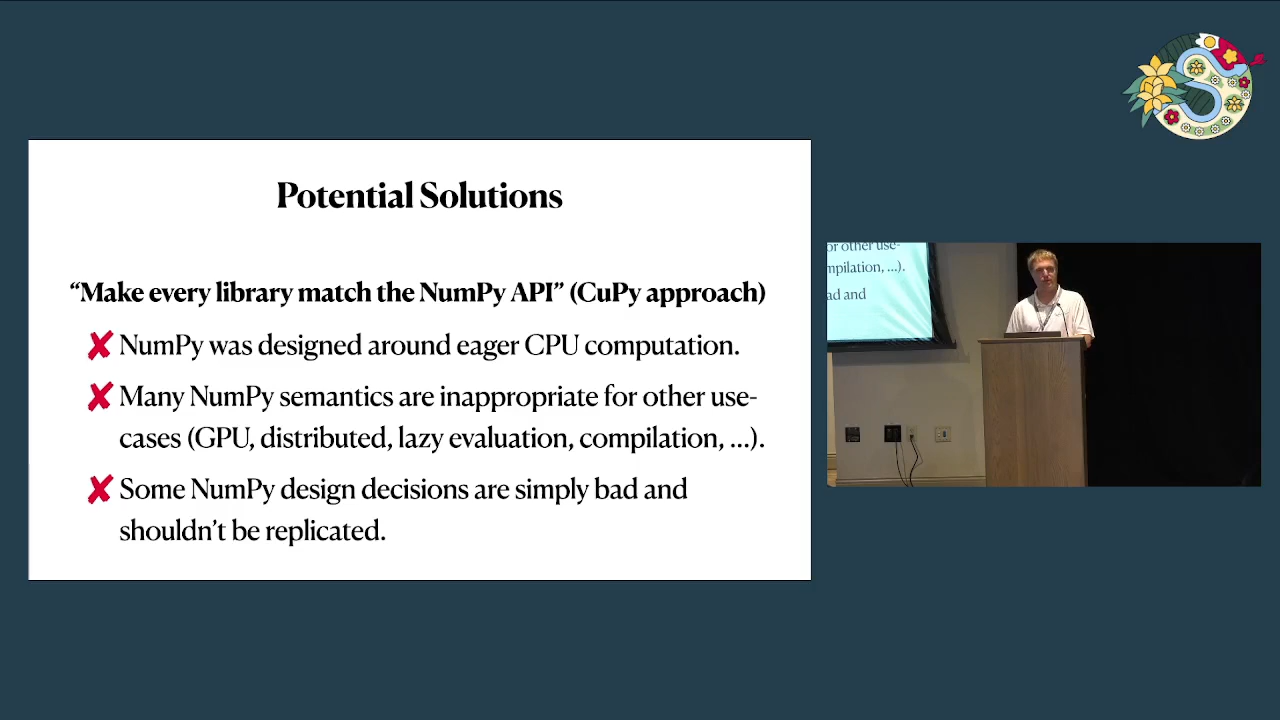 Potential Solutions
“Make every library match the NumPy API” (CuPy approach)
✘ NumPy was designed around eager CPU computation.
✘ Many NumPy semantics are inappropriate for other use-
cases (GPU, distributed, lazy evaluation, compilation, ...).
✘ Some NumPy design decisions are simply bad and
shouldn’t be replicated.
or other use-
mpilation, ...).
ad and